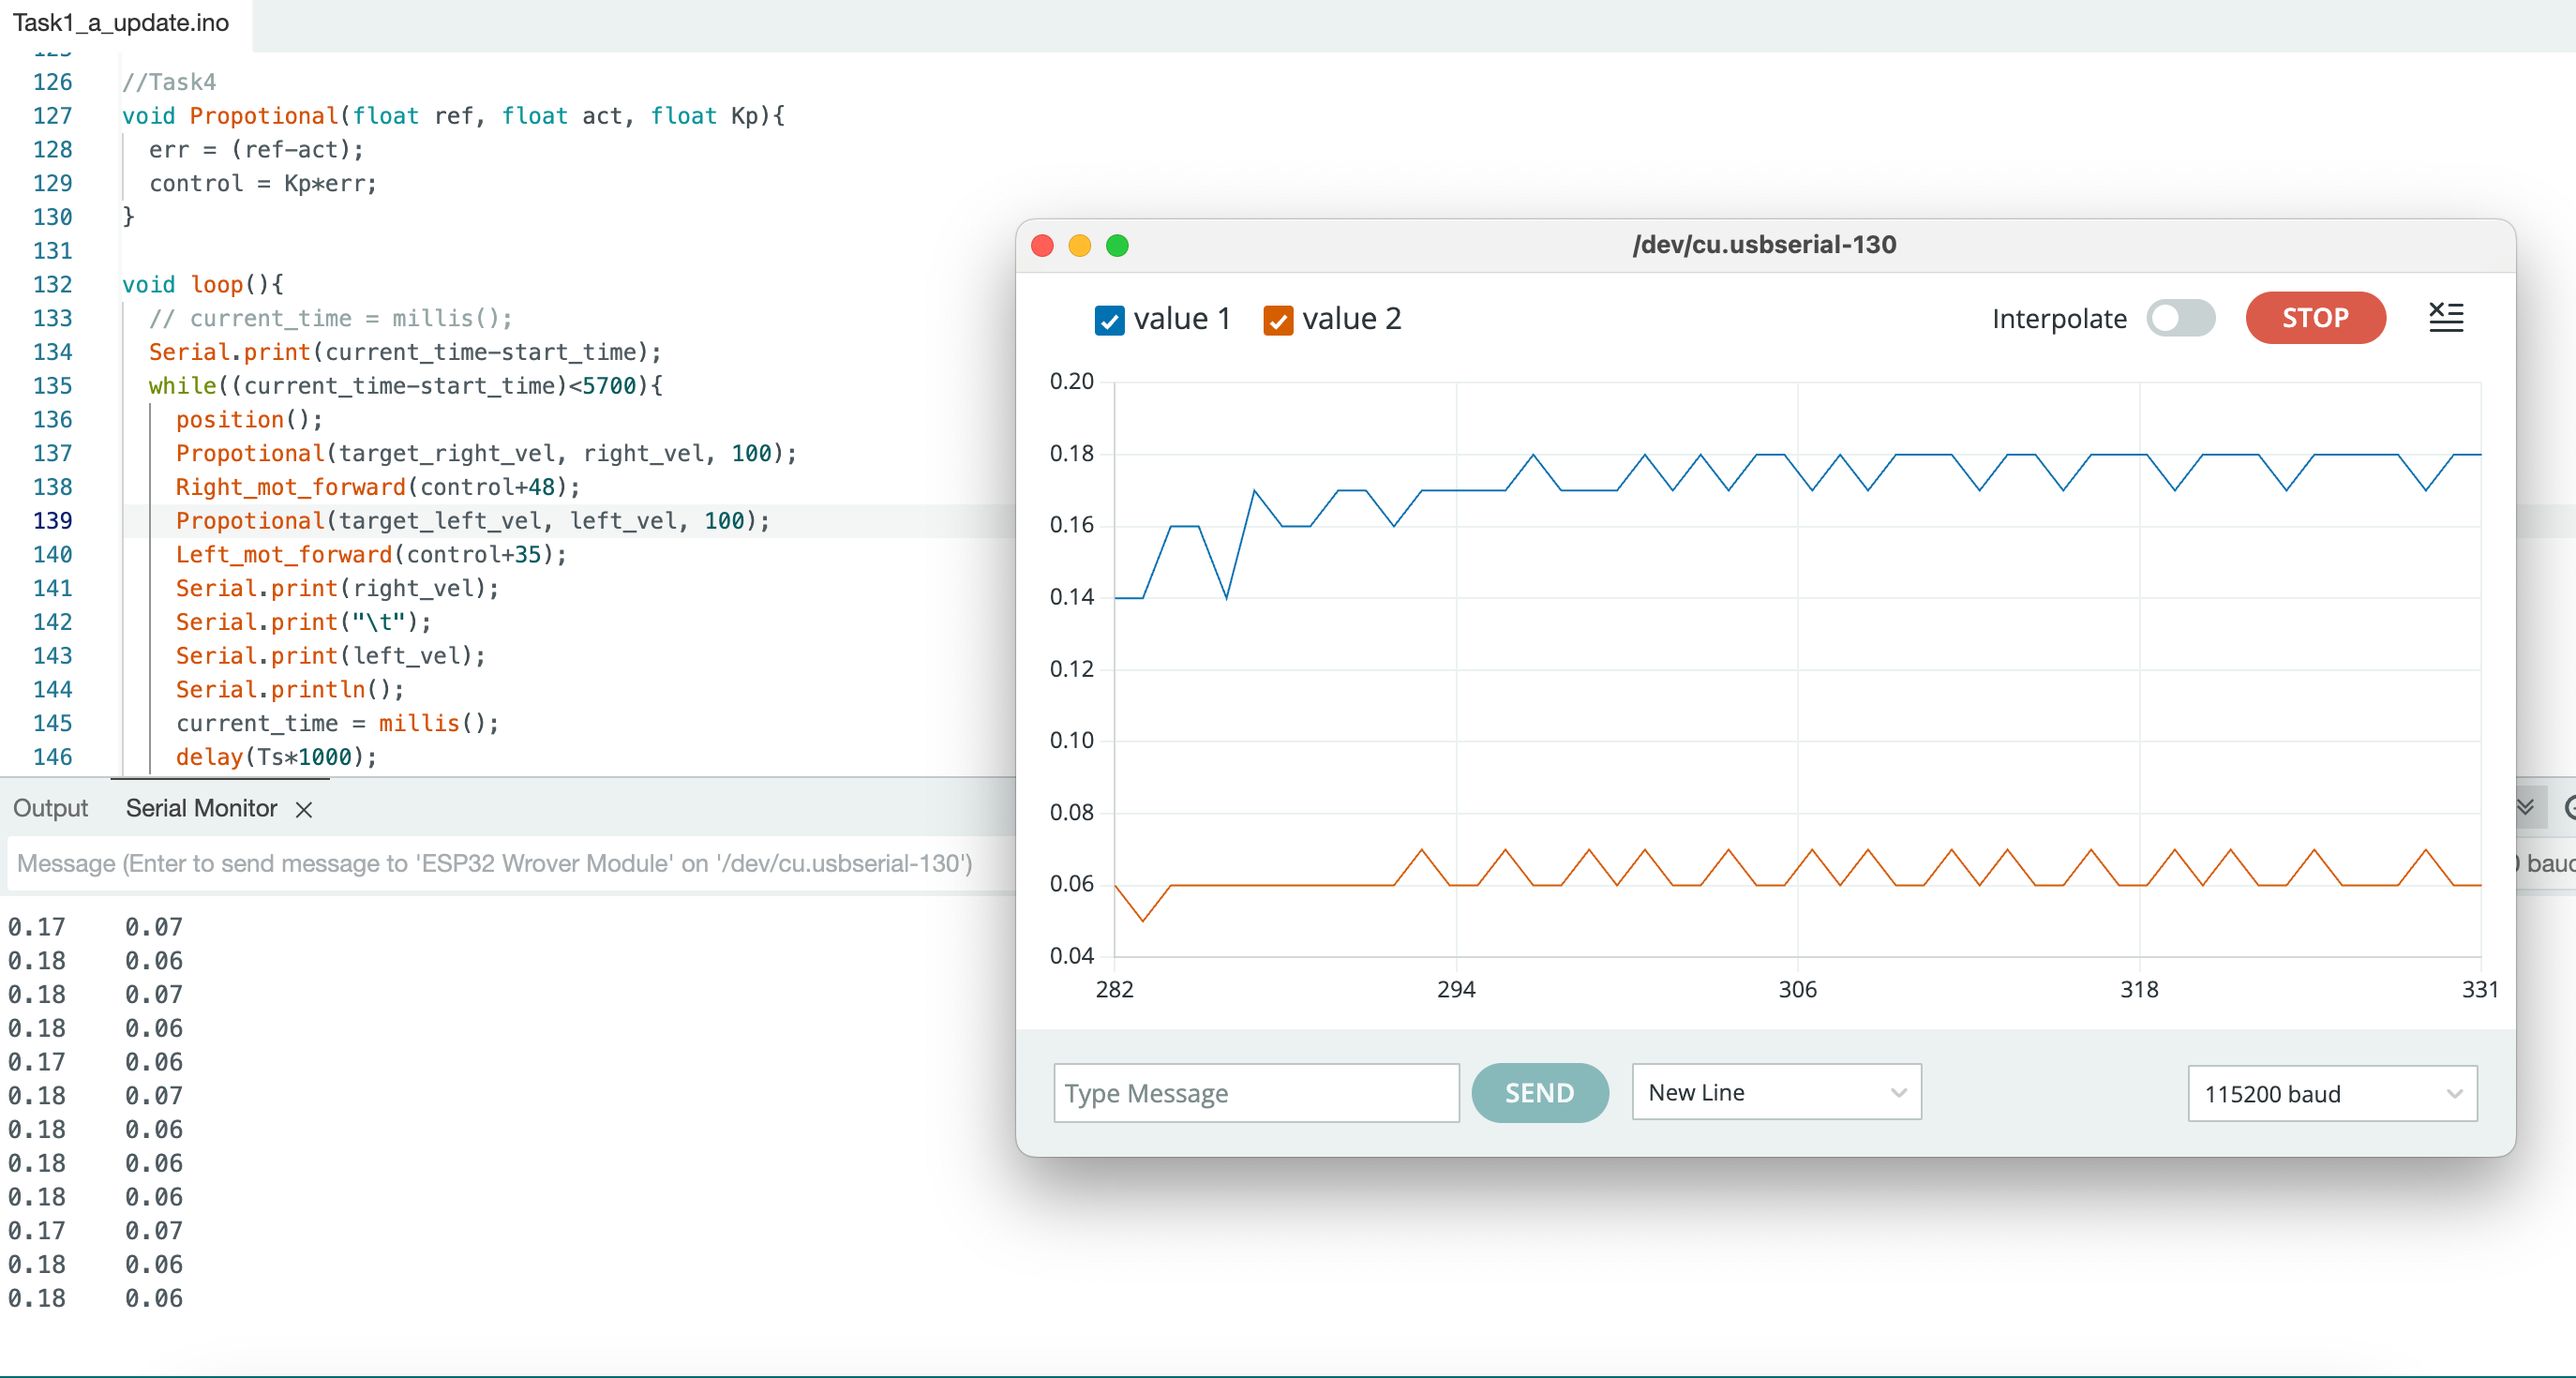 Task1_a_update.ino
126 //Task4
127 void Propotional(float ref, float act, float Kp){
128 err = (ref-act);
129 control = Kp*err;
130 }
131
132 void loop(){
133 // current_time = millis();
134 Serial.print(current_time-start_time);
135 while((current_time-start_time)<5700){
136 position();
137 Propotional(target_right_vel, right_vel, 100);
138 Right_mot_forward(control+48);
139 Propotional(target_left_vel, left_vel, 100);
140 Left_mot_forward(control+35);
141 Serial.print(right_vel);
142 Serial.print("\t");
143 Serial.print(left_vel);
144 Serial.println();
145 current_time = millis();
146 delay(Ts*1000);
Output Serial Monitor
Message (Enter to send message to 'ESP32 Wrover Module' on '/dev/cu.usbserial-130')
0.17 0.07
0.18 0.06
0.18 0.07
0.18 0.06
0.17 0.06
0.18 0.07
0.18 0.06
0.18 0.06
0.18 0.06
0.17 0.07
0.18 0.06
0.18 0.06
/dev/cu.usbserial-130
value 1 value 2 Interpolate STOP
0.20
0.18
0.16
0.14
0.12
0.10
0.08
0.06
0.04
282 294 306 318 331
Type Message SEND New Line 115200 baud